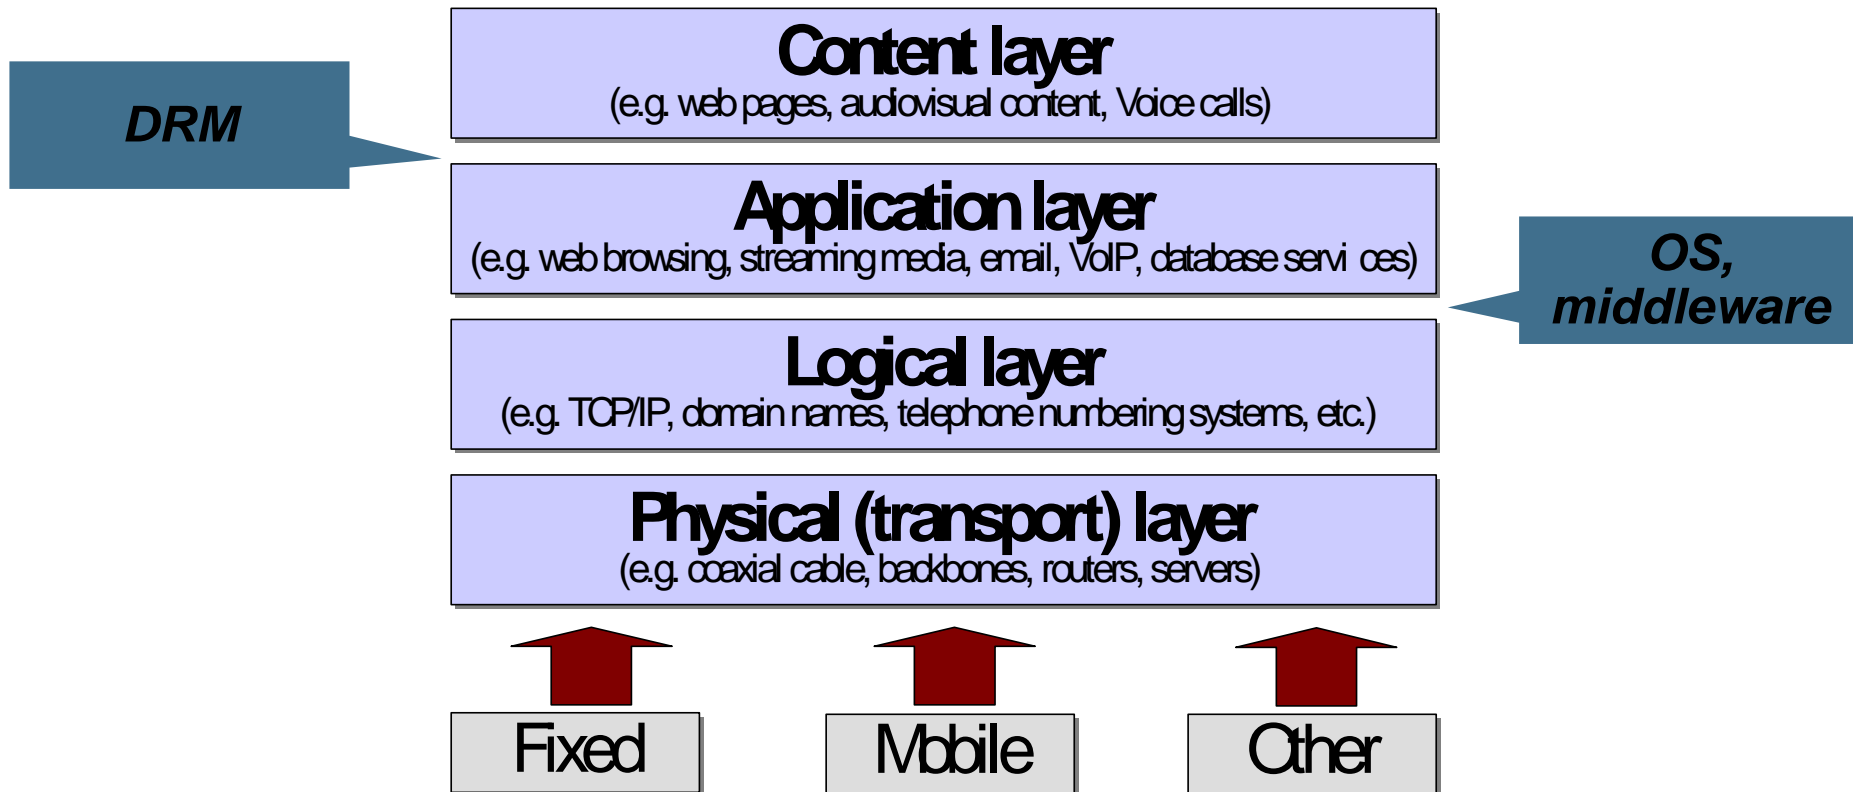 Content layer
(e.g. web pages, audiovisual content, Voice calls)
DRM
Application layer
(e.g. web browsing, streaming media, email, VoIP, database servi ces)
OS,
middleware
Logical layer
(e.g. TCP/IP, domain names, telephone numbering systems, etc.)
Physical (transport) layer
(e.g. coaxial cable, backbones, routers, servers)
Fixed
Mobile
Other